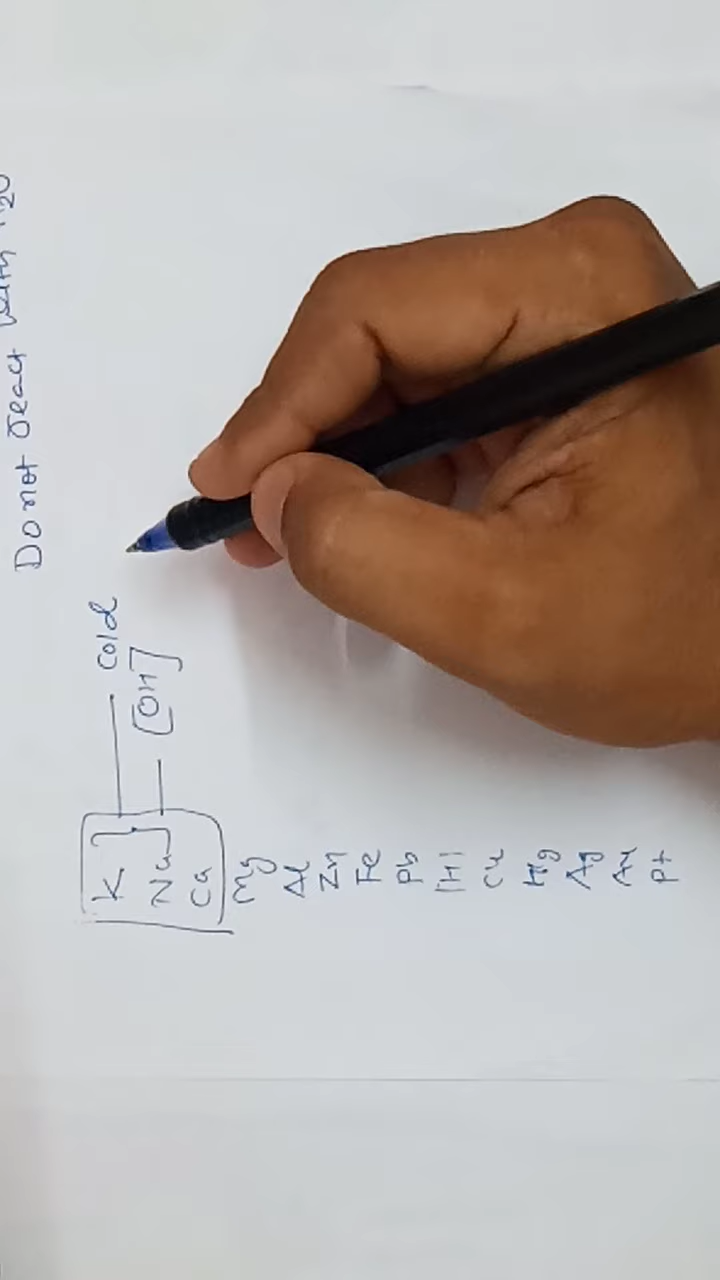 Do not react with H2O
K ] — Cold
Na — [OH]
Ca
Mg
Al
Zn
Fe
Pb
[H]
Cu
Hg
Ag
Au
Pt